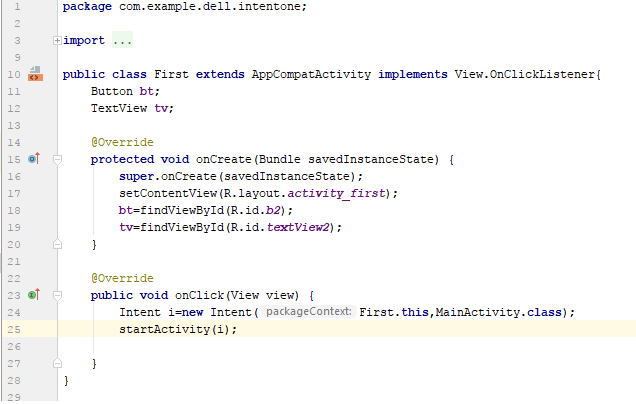 1 package com.example.dell.intentone;
2
3 import ...
9
10 public class First extends AppCompatActivity implements View.OnClickListener{
11 Button bt;
12 TextView tv;
13
14 @Override
15 protected void onCreate(Bundle savedInstanceState) {
16 super.onCreate(savedInstanceState);
17 setContentView(R.layout.activity_first);
18 bt=findViewById(R.id.b2);
19 tv=findViewById(R.id.textView2);
20 }
21
22 @Override
23 public void onClick(View view) {
24 Intent i=new Intent( packageContext: First.this,MainActivity.class);
25 startActivity(i);
26
27 }
28 }
29